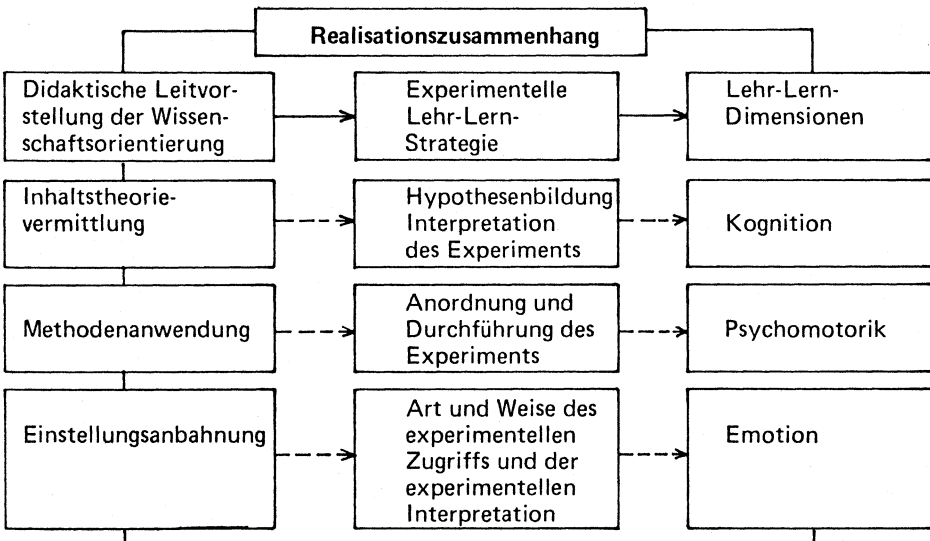 Realisationszusammenhang
Didaktische Leitvor-
stellung der Wissen-
schaftsorientierung
Experimentelle
Lehr-Lern-
Strategie
Lehr-Lern-
Dimensionen
Inhaltstheorie-
vermittlung
Hypothesenbildung
Interpretation
des Experiments
Kognition
Methodenanwendung
Anordnung und
Durchführung des
Experiments
Psychomotorik
Einstellungsanbahnung
Art und Weise des
experimentellen
Zugriffs und der
experimentellen
Interpretation
Emotion